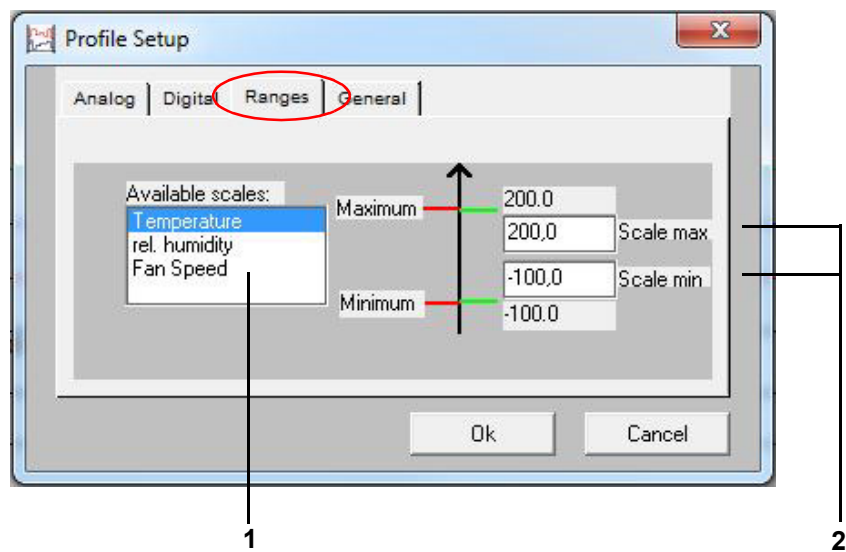 Profile Setup
Analog Digital Ranges General
Available scales:
Temperature
rel. humidity
Fan Speed
Maximum
200.0
200,0 Scale max
-100,0 Scale min
Minimum
-100.0
Ok Cancel
1 2